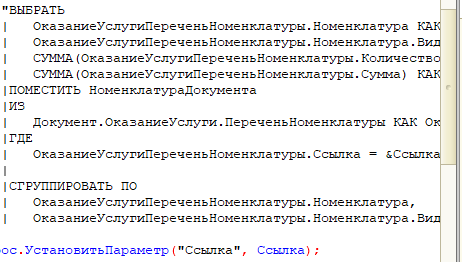 "ВЫБРАТЬ
|   ОказаниеУслугиПереченьНоменклатуры.Номенклатура КАК
|   ОказаниеУслугиПереченьНоменклатуры.Номенклатура.Вид
|   СУММА(ОказаниеУслугиПереченьНоменклатуры.Количество
|   СУММА(ОказаниеУслугиПереченьНоменклатуры.Сумма) КАК
|ПОМЕСТИТЬ НоменклатураДокумента
|ИЗ
|   Документ.ОказаниеУслуги.ПереченьНоменклатуры КАК Ок
|ГДЕ
|   ОказаниеУслугиПереченьНоменклатуры.Ссылка = &Ссылка
|
|СГРУППИРОВАТЬ ПО
|   ОказаниеУслугиПереченьНоменклатуры.Номенклатура,
|   ОказаниеУслугиПереченьНоменклатуры.Номенклатура.Вид
ос.УстановитьПараметр("Ссылка", Ссылка);